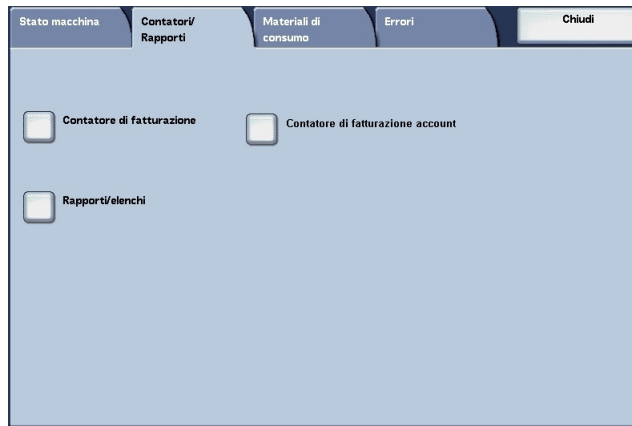 Stato macchina
Contatori/
Rapporti
Materiali di
consumo
Errori
Chiudi
Contatore di fatturazione
Contatore di fatturazione account
Rapporti/elenchi